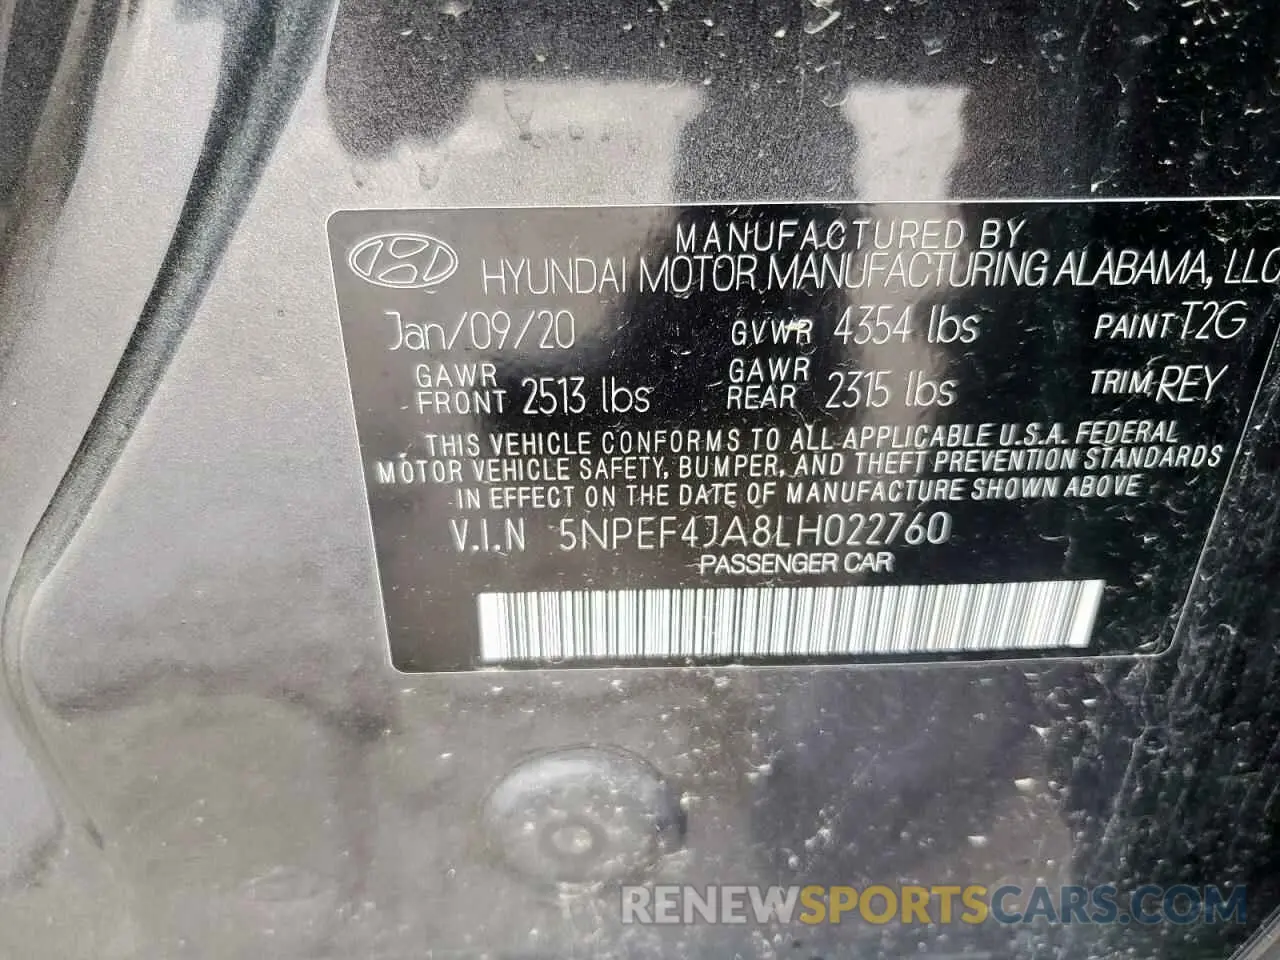 MANUFACTURED BY
HYUNDAI MOTOR MANUFACTURING ALABAMA, LLC
Jan/09/20 GVWR 4354 lbs PAINT T2G
GAWR FRONT 2513 lbs GAWR REAR 2315 lbs TRIM REY
THIS VEHICLE CONFORMS TO ALL APPLICABLE U.S.A. FEDERAL
MOTOR VEHICLE SAFETY, BUMPER, AND THEFT PREVENTION STANDARDS
IN EFFECT ON THE DATE OF MANUFACTURE SHOWN ABOVE
V.I.N 5NPEF4JA8LH022760
PASSENGER CAR
RENEWSPORTSCARS.COM